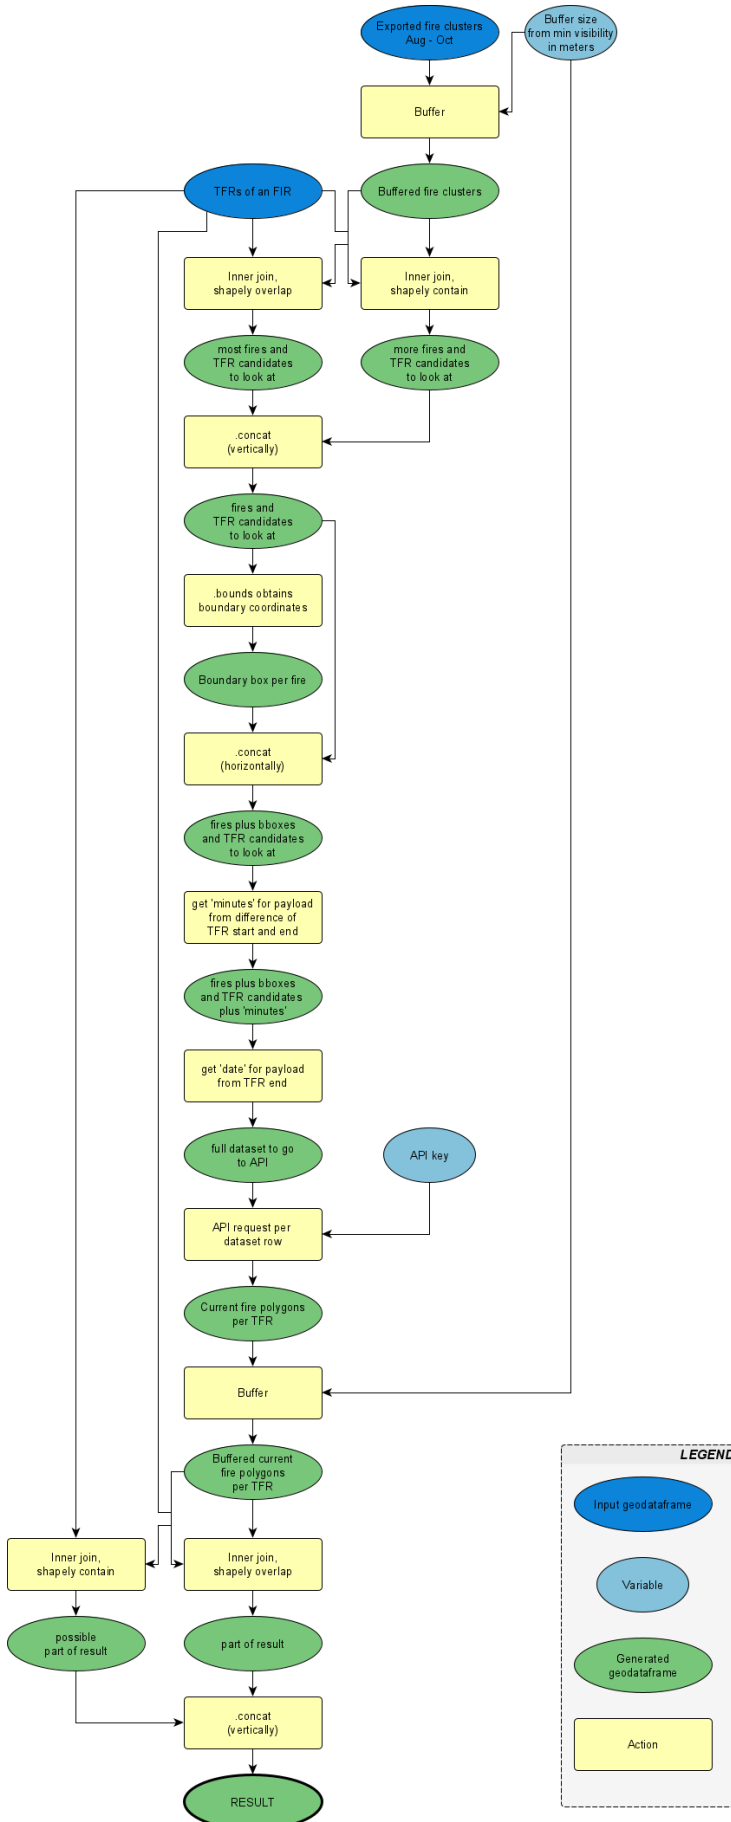 Exported fire clusters
Aug - Oct
Buffer size
from min visibility
in meters
Buffer
TFRs of an FIR
Buffered fire clusters
Inner join,
shapely overlap
Inner join,
shapely contain
most fires and
TFR candidates
to look at
more fires and
TFR candidates
to look at
.concat
(vertically)
fires and
TFR candidates
to look at
.bounds obtains
boundary coordinates
Boundary box per fire
.concat
(horizontally)
fires plus bboxes
and TFR candidates
to look at
get 'minutes' for payload
from difference of
TFR start and end
fires plus bboxes
and TFR candidates
plus 'minutes'
get 'date' for payload
from TFR end
full dataset to go
to API
API key
API request per
dataset row
Current fire polygons
per TFR
Buffer
Buffered current
fire polygons
per TFR
Inner join,
shapely contain
Inner join,
shapely overlap
possible
part of result
part of result
.concat
(vertically)
RESULT
LEGEND
Input geodataframe
Variable
Generated
geodataframe
Action